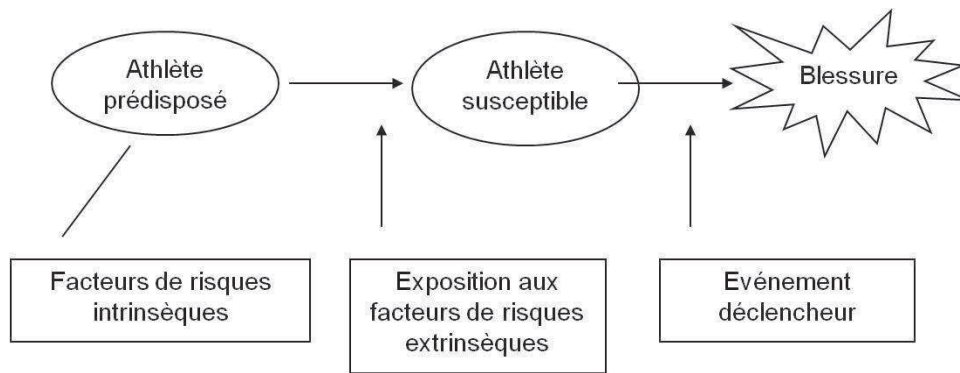 Athlète
prédisposé
Athlète
susceptible
Blessure
Facteurs de risques
intrinsèques
Exposition aux
facteurs de risques
extrinsèques
Evénement
déclencheur